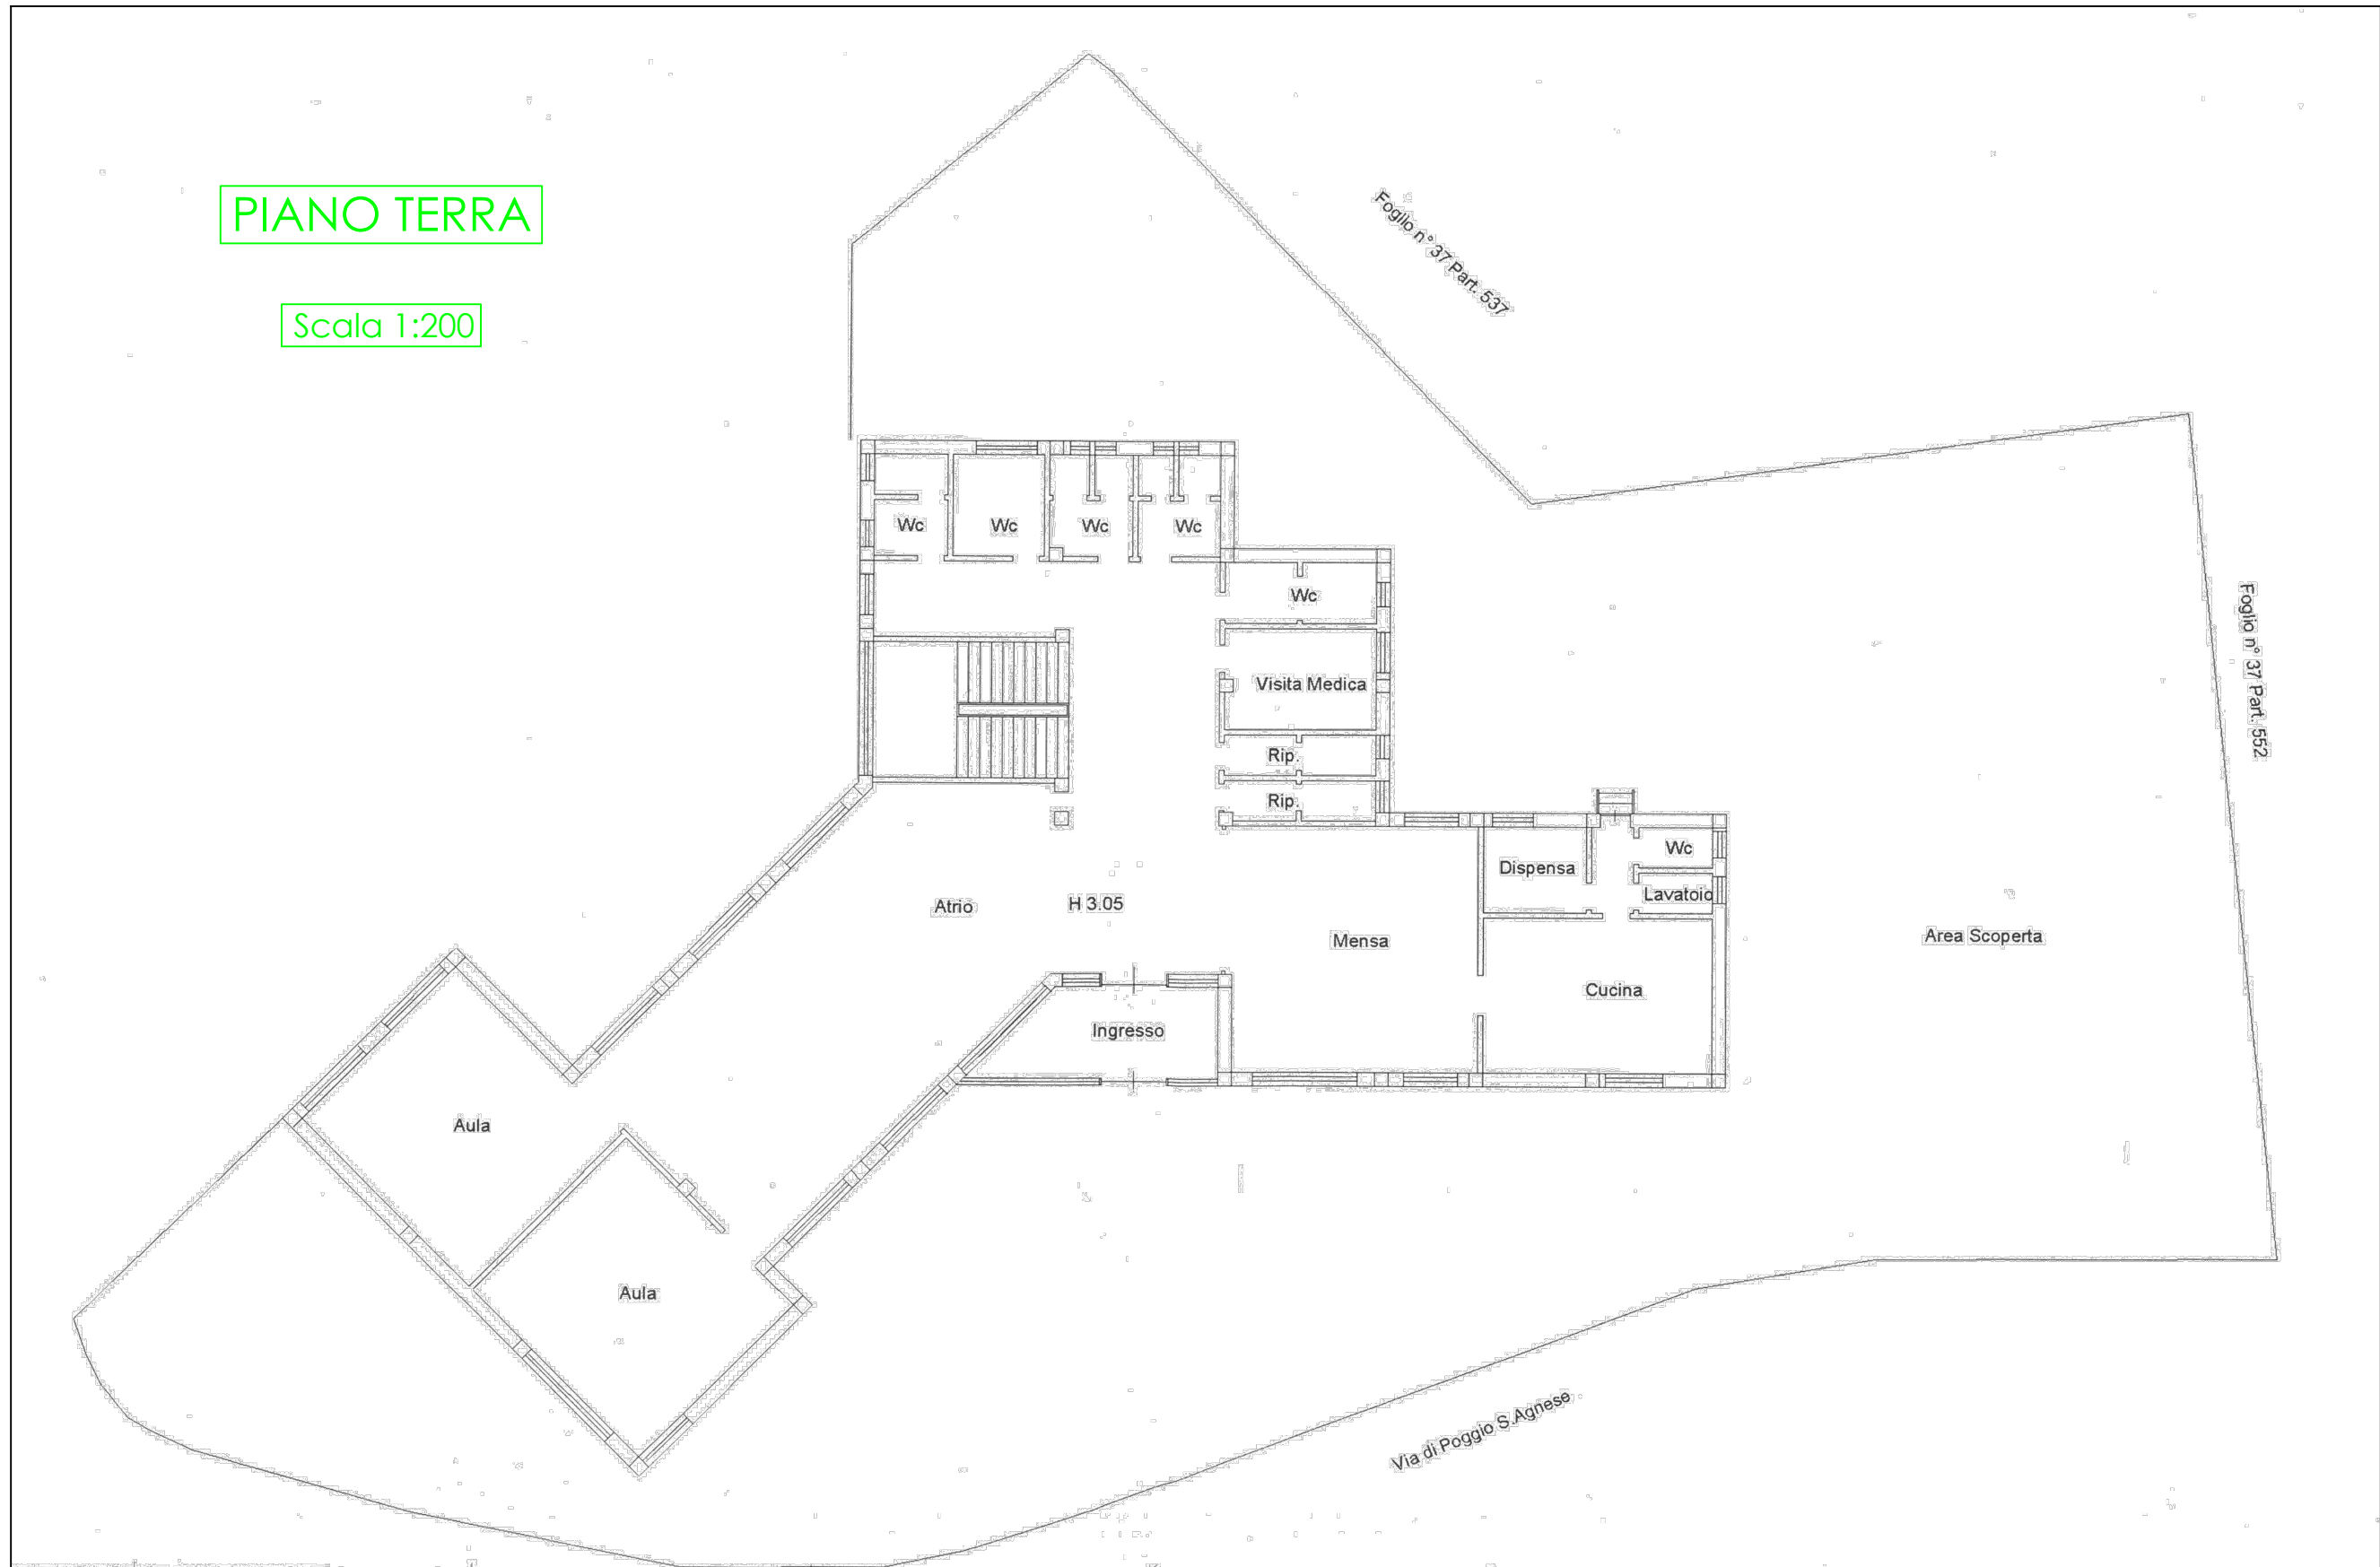 PIANO TERRA
Scala 1:200
Foglio n° 37 Part. 537
Foglio n° 37 Part. 552
Wc
Wc
Wc
Wc
Wc
Visita Medica
Rip.
Rip.
Wc
Dispensa
Lavatoio
Atrio
H 3.05
Mensa
Area Scoperta
Cucina
Ingresso
Aula
Aula
Via di Poggio S.Agnese